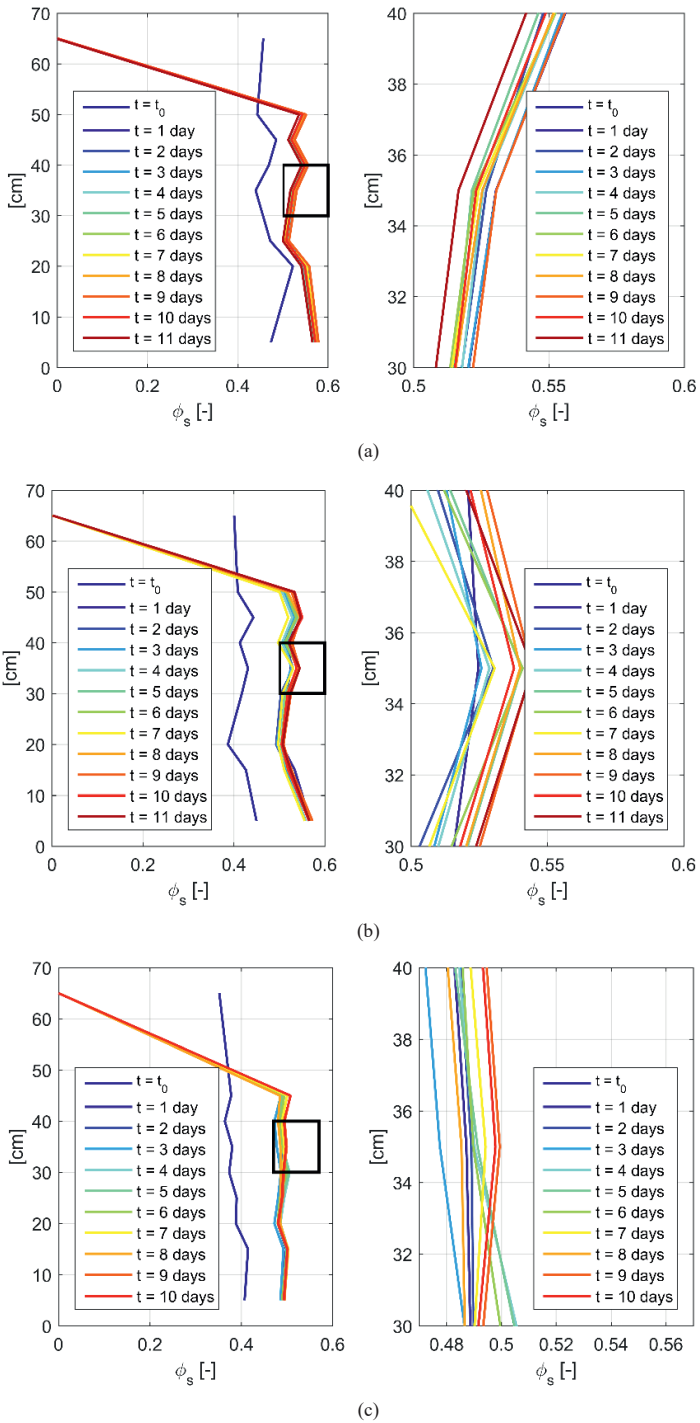 70
60
50
40
30
20
10
0
[cm]
0 0.2 0.4 0.6
ϕs [-]
t = t0
t = 1 day
t = 2 days
t = 3 days
t = 4 days
t = 5 days
t = 6 days
t = 7 days
t = 8 days
t = 9 days
t = 10 days
t = 11 days
40
38
36
34
32
30
0.5 0.55 0.6
ϕs [-]
t = t0
t = 1 day
t = 2 days
t = 3 days
t = 4 days
t = 5 days
t = 6 days
t = 7 days
t = 8 days
t = 9 days
t = 10 days
t = 11 days
(a)
70
60
50
40
30
20
10
0
[cm]
0 0.2 0.4 0.6
ϕs [-]
t = t0
t = 1 day
t = 2 days
t = 3 days
t = 4 days
t = 5 days
t = 6 days
t = 7 days
t = 8 days
t = 9 days
t = 10 days
t = 11 days
40
38
36
34
32
30
0.5 0.55 0.6
ϕs [-]
t = t0
t = 1 day
t = 2 days
t = 3 days
t = 4 days
t = 5 days
t = 6 days
t = 7 days
t = 8 days
t = 9 days
t = 10 days
t = 11 days
(b)
70
60
50
40
30
20
10
0
[cm]
0 0.2 0.4 0.6
ϕs [-]
t = t0
t = 1 day
t = 2 days
t = 3 days
t = 4 days
t = 5 days
t = 6 days
t = 7 days
t = 8 days
t = 9 days
t = 10 days
40
38
36
34
32
30
0.48 0.5 0.52 0.54 0.56
ϕs [-]
t = t0
t = 1 day
t = 2 days
t = 3 days
t = 4 days
t = 5 days
t = 6 days
t = 7 days
t = 8 days
t = 9 days
t = 10 days
(c)